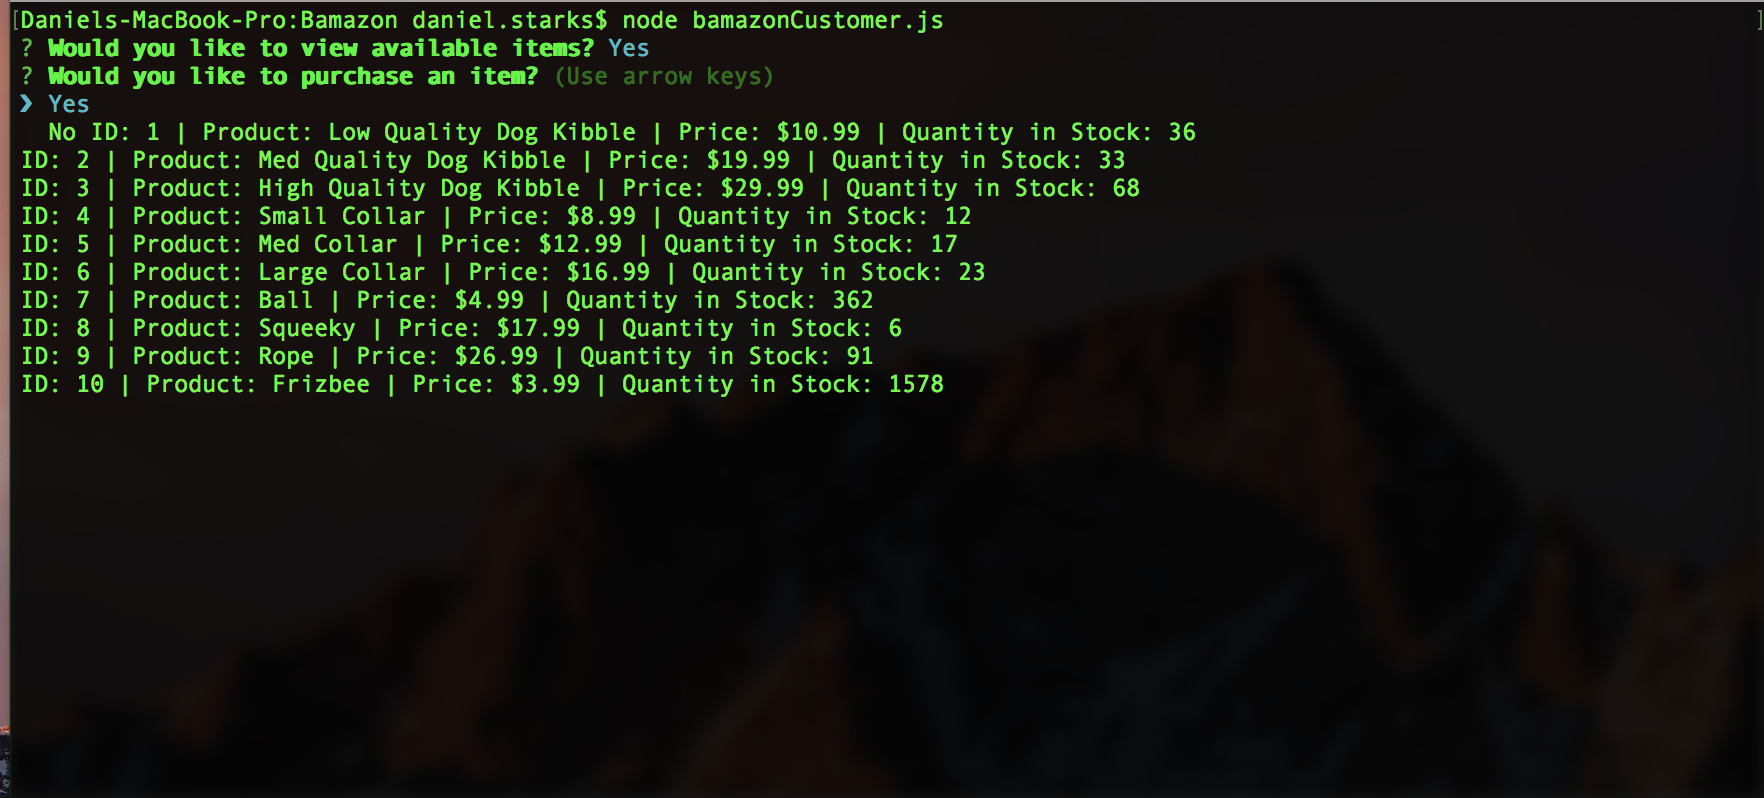 [Daniels-MacBook-Pro:Bamazon daniel.starks$ node bamazonCustomer.js ]
? Would you like to view available items? Yes
? Would you like to purchase an item? (Use arrow keys)
❯ Yes
  No ID: 1 | Product: Low Quality Dog Kibble | Price: $10.99 | Quantity in Stock: 36
ID: 2 | Product: Med Quality Dog Kibble | Price: $19.99 | Quantity in Stock: 33
ID: 3 | Product: High Quality Dog Kibble | Price: $29.99 | Quantity in Stock: 68
ID: 4 | Product: Small Collar | Price: $8.99 | Quantity in Stock: 12
ID: 5 | Product: Med Collar | Price: $12.99 | Quantity in Stock: 17
ID: 6 | Product: Large Collar | Price: $16.99 | Quantity in Stock: 23
ID: 7 | Product: Ball | Price: $4.99 | Quantity in Stock: 362
ID: 8 | Product: Squeeky | Price: $17.99 | Quantity in Stock: 6
ID: 9 | Product: Rope | Price: $26.99 | Quantity in Stock: 91
ID: 10 | Product: Frizbee | Price: $3.99 | Quantity in Stock: 1578